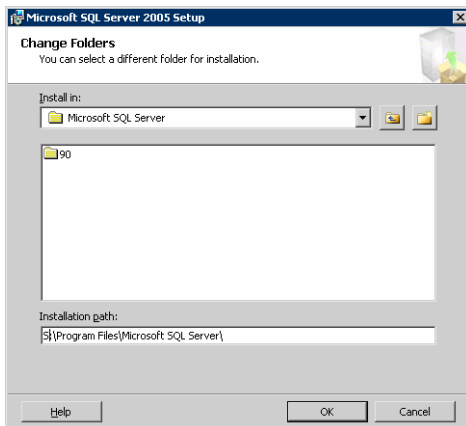 Microsoft SQL Server 2005 Setup
Change Folders
You can select a different folder for installation.
Install in:
Microsoft SQL Server
90
Installation path:
S:\Program Files\Microsoft SQL Server\
Help
OK
Cancel